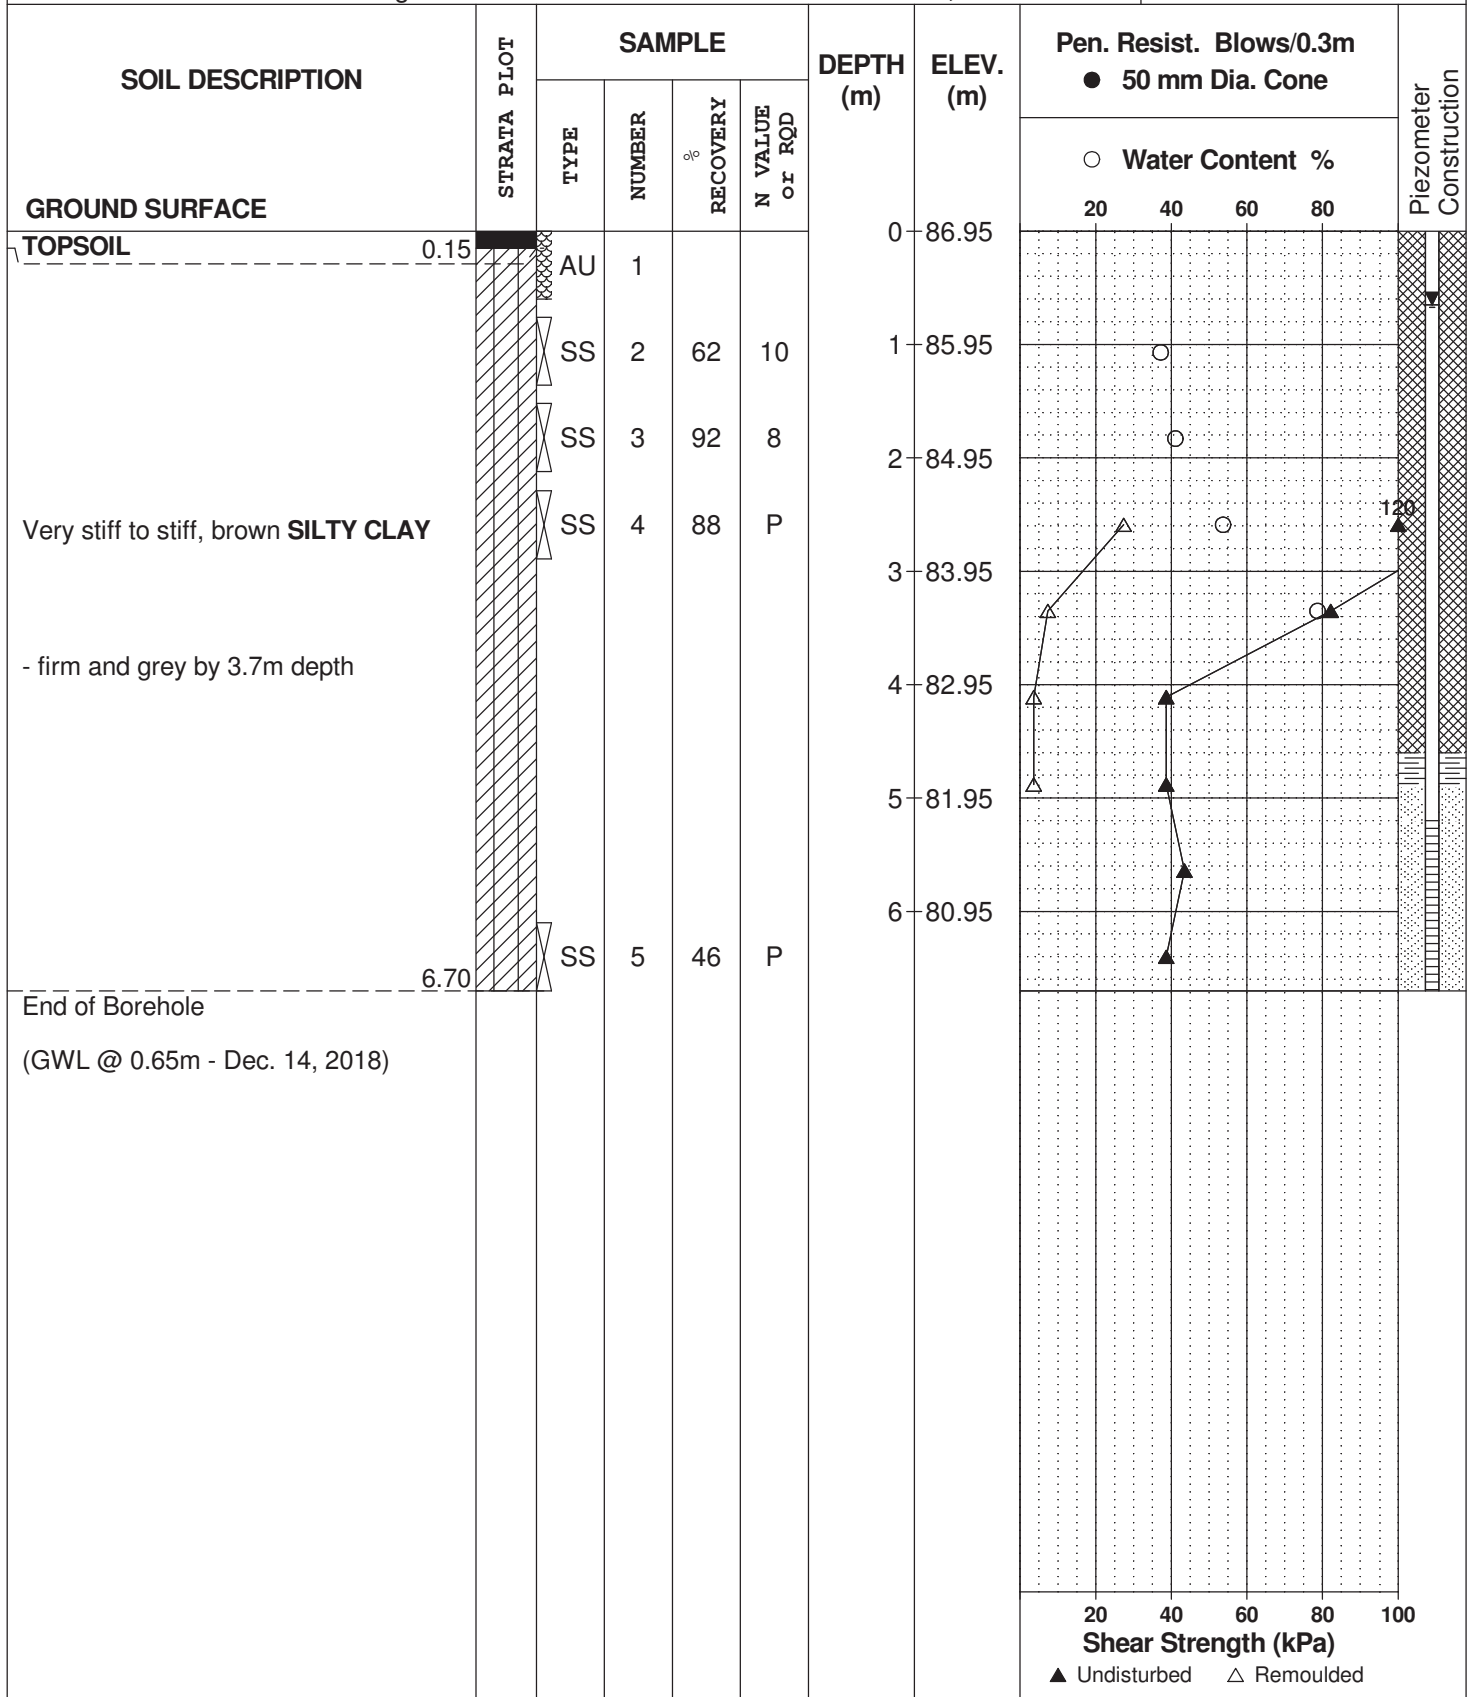 SOIL DESCRIPTION
GROUND SURFACE
STRATA PLOT
SAMPLE
TYPE
NUMBER
% RECOVERY
N VALUE or RQD
DEPTH (m)
ELEV. (m)
Pen. Resist. Blows/0.3m
● 50 mm Dia. Cone
○ Water Content %
20 40 60 80
Piezometer Construction
TOPSOIL 0.15
0 86.95
AU 1
1 85.95
SS 2 62 10
SS 3 92 8
2 84.95
120
Very stiff to stiff, brown SILTY CLAY
SS 4 88 P
3 83.95
- firm and grey by 3.7m depth
4 82.95
5 81.95
6 80.95
SS 5 46 P
6.70
End of Borehole
(GWL @ 0.65m - Dec. 14, 2018)
20 40 60 80 100
Shear Strength (kPa)
▲ Undisturbed △ Remoulded